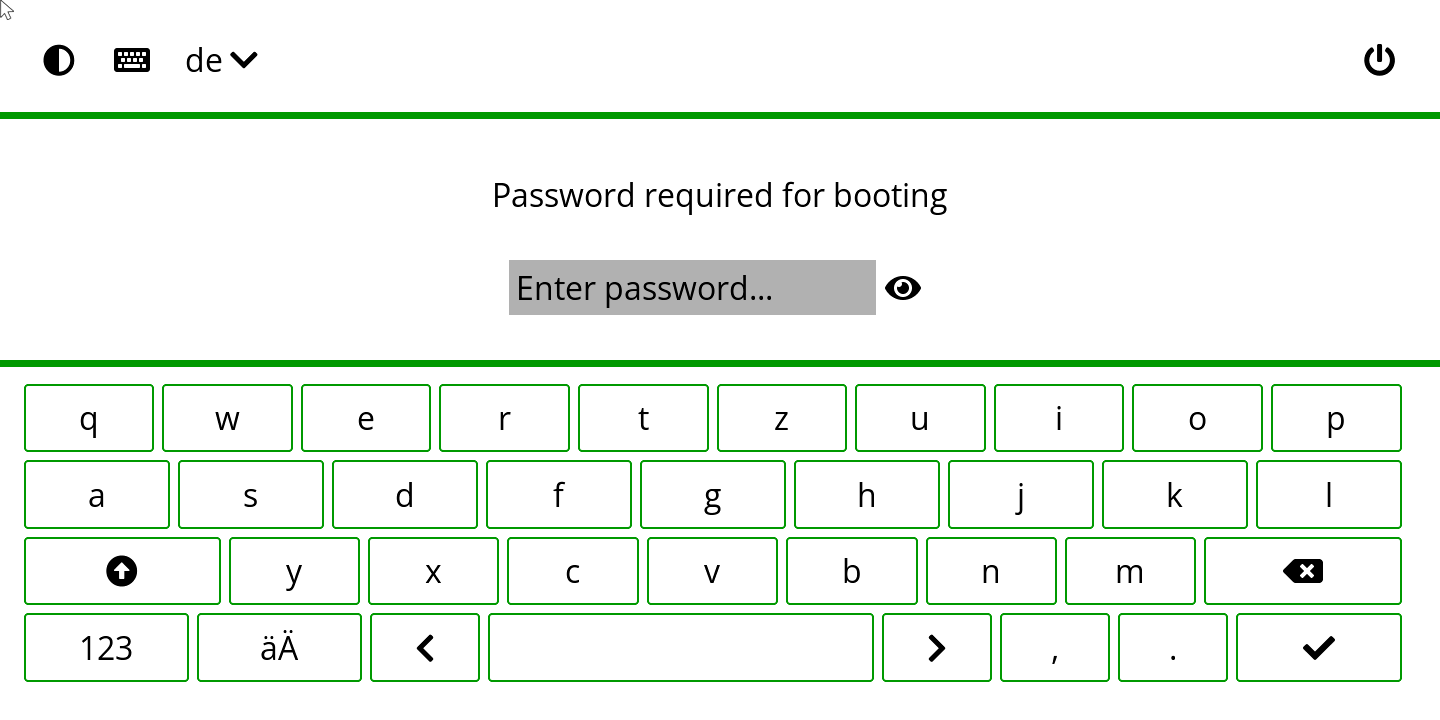 de
Password required for booting
Enter password...
q w e r t z u i o p
a s d f g h j k l
y x c v b n m
123 äÄ , .